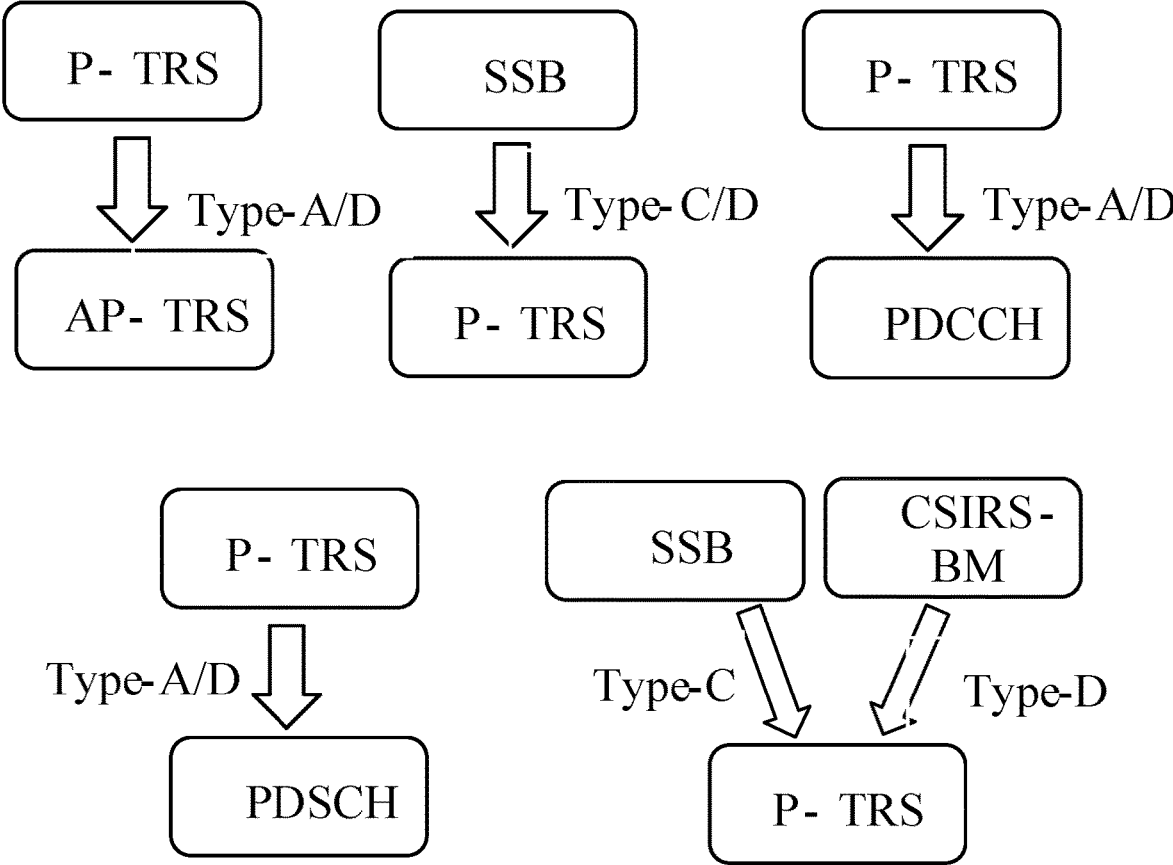 P- TRS
SSB
P- TRS
Type-A/D
Type-C/D
Type-A/D
AP- TRS
P- TRS
PDCCH
P- TRS
SSB
CSIRS-
BM
Type-A/D
Type-C
Type-D
PDSCH
P- TRS